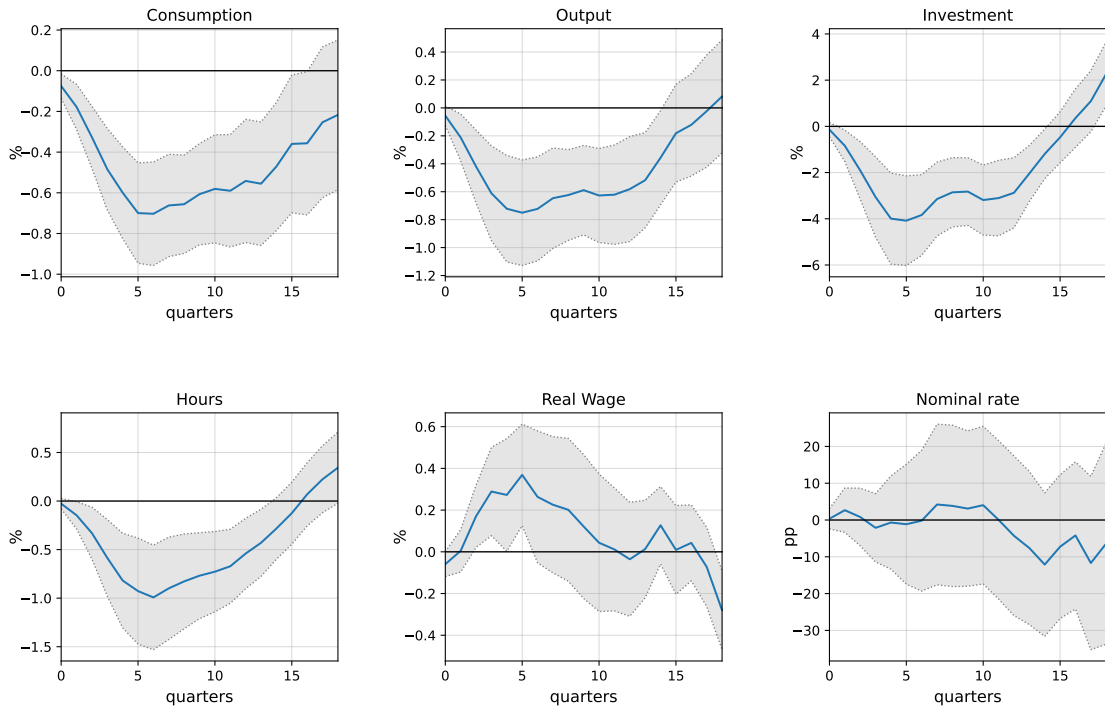 Consumption
%
0.2
0.0
−0.2
−0.4
−0.6
−0.8
−1.0
0 5 10 15
quarters
Output
%
0.4
0.2
0.0
−0.2
−0.4
−0.6
−0.8
−1.0
−1.2
0 5 10 15
quarters
Investment
%
4
2
0
−2
−4
−6
0 5 10 15
quarters
Hours
%
0.5
0.0
−0.5
−1.0
−1.5
0 5 10 15
quarters
Real Wage
%
0.6
0.4
0.2
0.0
−0.2
−0.4
0 5 10 15
quarters
Nominal rate
pp
20
10
0
−10
−20
−30
0 5 10 15
quarters